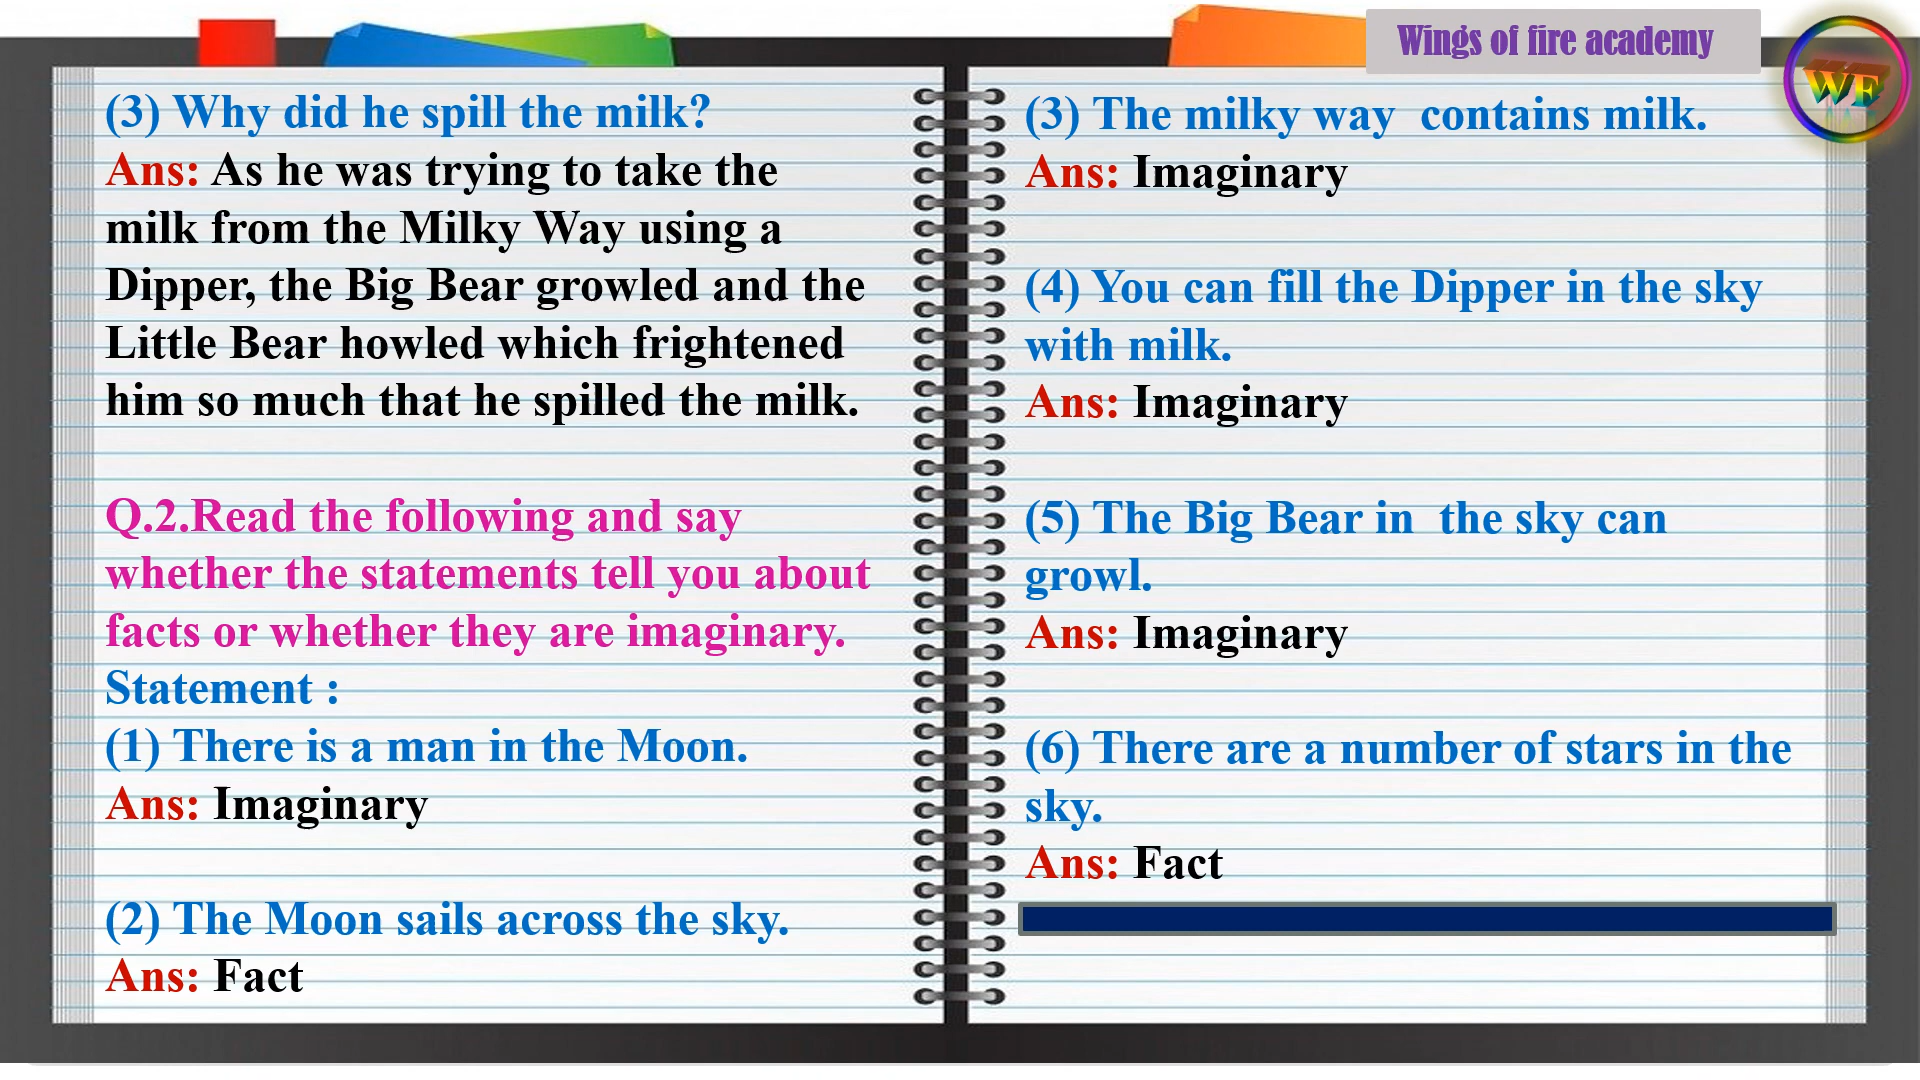 Wings of fire academy
WE
(3) Why did he spill the milk?
Ans: As he was trying to take the
milk from the Milky Way using a
Dipper, the Big Bear growled and the
Little Bear howled which frightened
him so much that he spilled the milk.
Q.2.Read the following and say
whether the statements tell you about
facts or whether they are imaginary.
Statement :
(1) There is a man in the Moon.
Ans: Imaginary
(2) The Moon sails across the sky.
Ans: Fact
(3) The milky way  contains milk.
Ans: Imaginary
(4) You can fill the Dipper in the sky
with milk.
Ans: Imaginary
(5) The Big Bear in  the sky can
growl.
Ans: Imaginary
(6) There are a number of stars in the
sky.
Ans: Fact